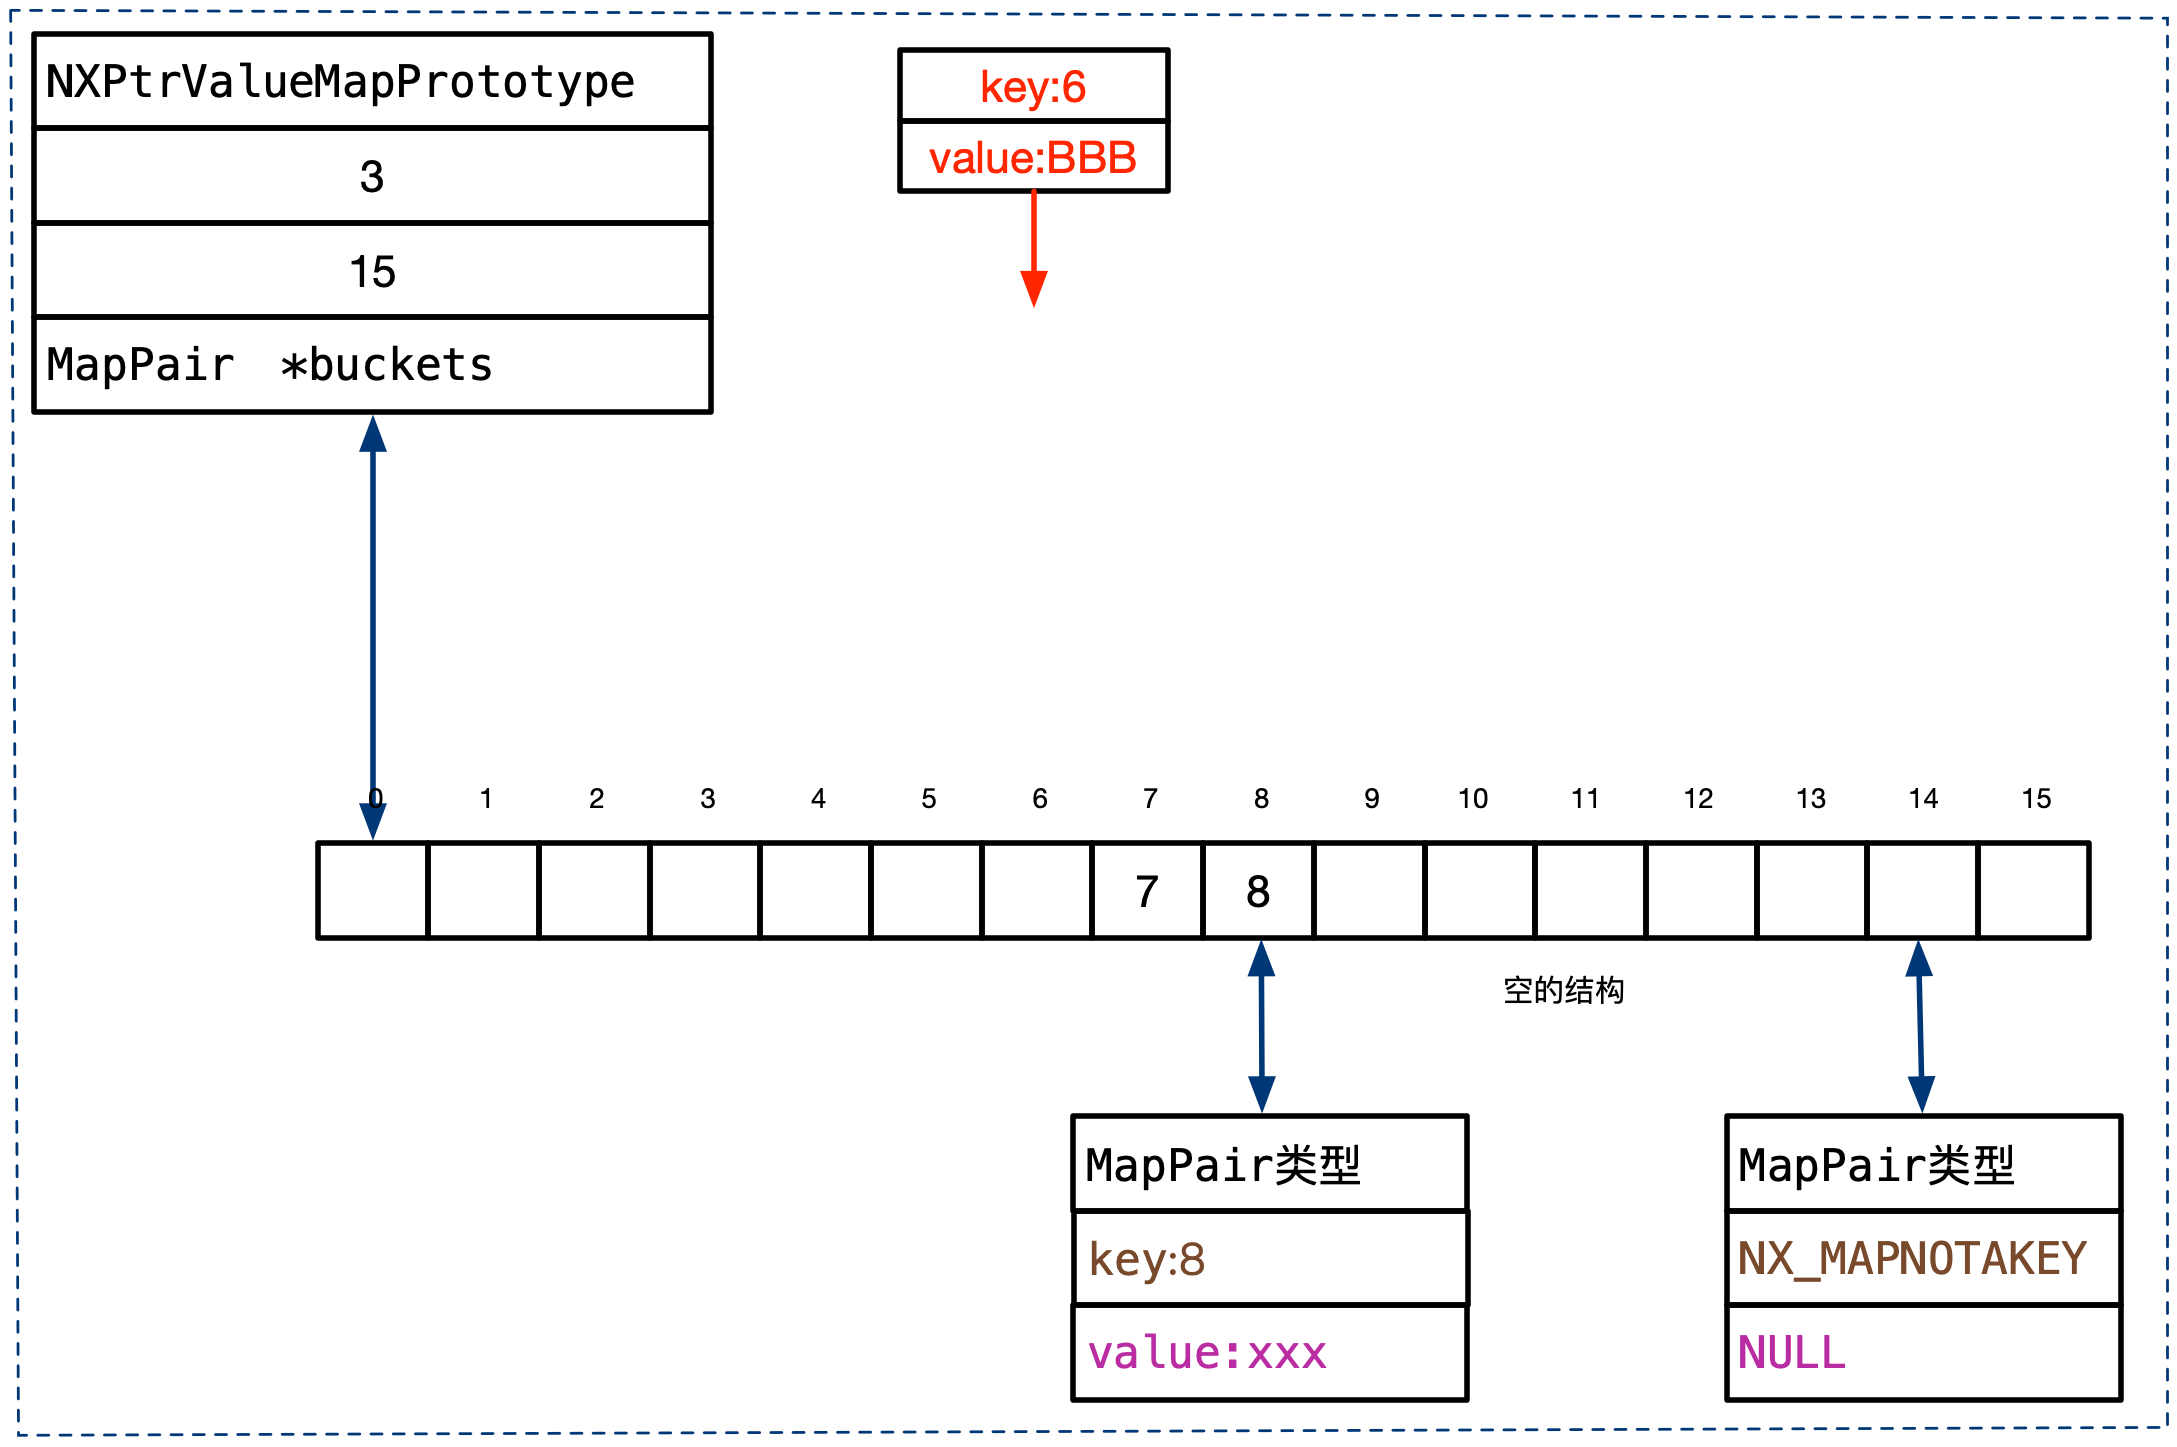 NXPtrValueMapPrototype
3
15
MapPair *buckets
key:6
value:BBB
0 1 2 3 4 5 6 7 8 9 10 11 12 13 14 15
7 8
空的结构
MapPair类型
key:8
value:xxx
MapPair类型
NX_MAPNOTAKEY
NULL